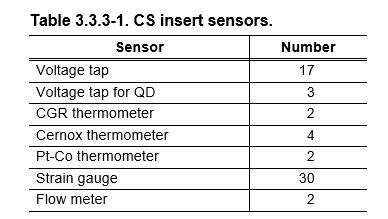 Table 3.3.3-1. CS insert sensors.
Sensor Number
Voltage tap 17
Voltage tap for QD 3
CGR thermometer 2
Cernox thermometer 4
Pt-Co thermometer 2
Strain gauge 30
Flow meter 2